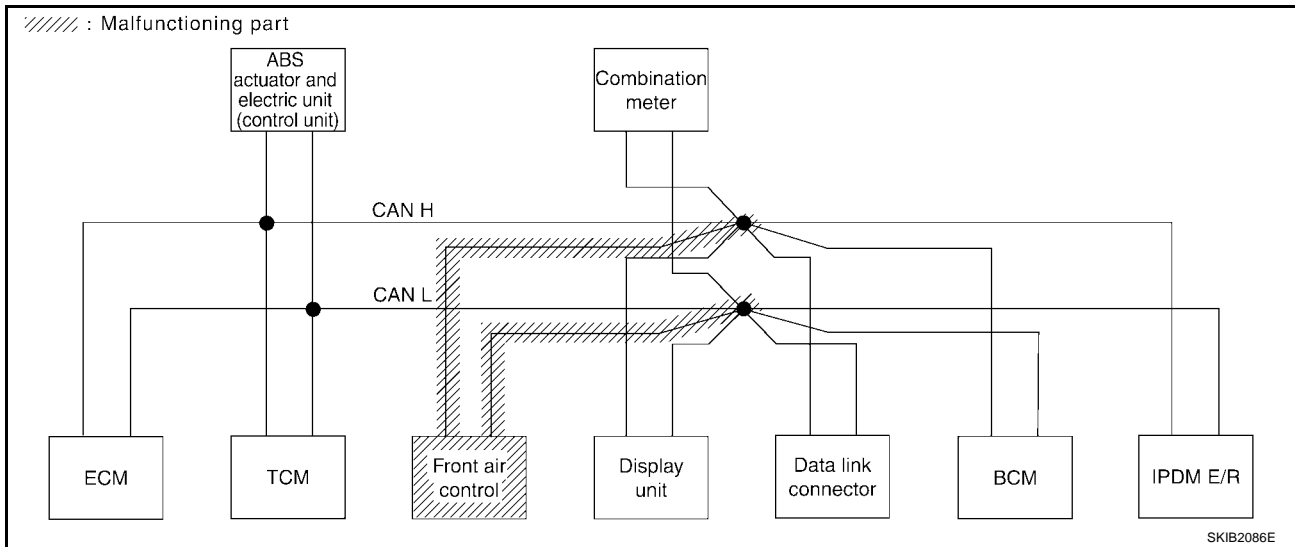 : Malfunctioning part
ABS
actuator and
electric unit
(control unit)
Combination
meter
CAN H
CAN L
ECM
TCM
Front air
control
Display
unit
Data link
connector
BCM
IPDM E/R
SKIB2086E